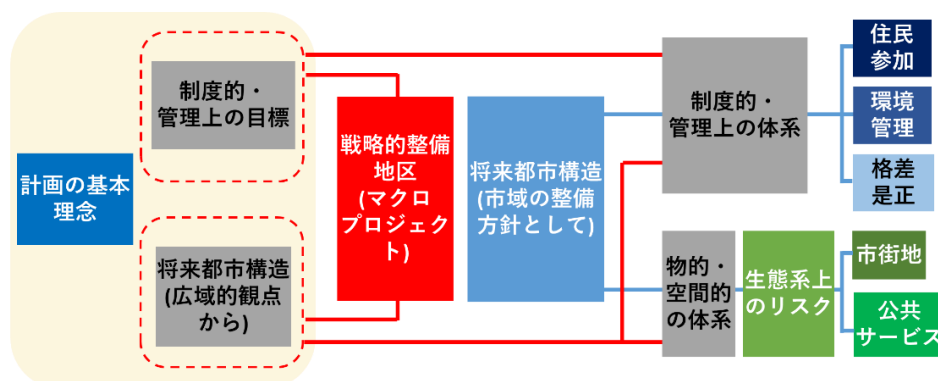 計画の基本
理念
制度的・
管理上の目標
将来都市構造
(広域的観点
から)
戦略的整備
地区
(マクロ
プロジェク
ト)
将来都市構造
(市域の整備
方針として)
制度的・
管理上の体系
物的・
空間的
の体系
生態系上
のリスク
住民
参加
環境
管理
格差
是正
市街地
公共
サービス